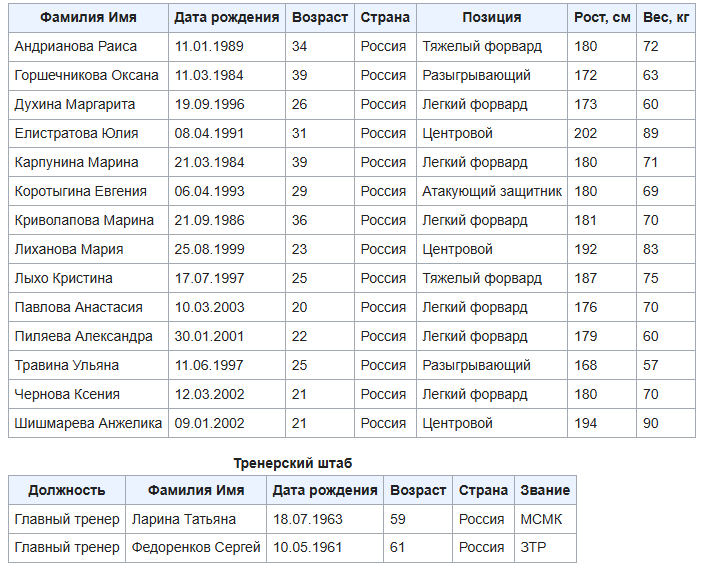 Фамилия Имя Дата рождения Возраст Страна Позиция Рост, см Вес, кг
Андрианова Раиса 11.01.1989 34 Россия Тяжелый форвард 180 72
Горшечникова Оксана 11.03.1984 39 Россия Разыгрывающий 172 63
Духина Маргарита 19.09.1996 26 Россия Легкий форвард 173 60
Елистратова Юлия 08.04.1991 31 Россия Центровой 202 89
Карпунина Марина 21.03.1984 39 Россия Легкий форвард 180 71
Коротыгина Евгения 06.04.1993 29 Россия Атакующий защитник 180 69
Криволапова Марина 21.09.1986 36 Россия Легкий форвард 181 70
Лиханова Мария 25.08.1999 23 Россия Центровой 192 83
Лыхо Кристина 17.07.1997 25 Россия Тяжелый форвард 187 75
Павлова Анастасия 10.03.2003 20 Россия Легкий форвард 176 70
Пиляева Александра 30.01.2001 22 Россия Легкий форвард 179 60
Травина Ульяна 11.06.1997 25 Россия Разыгрывающий 168 57
Чернова Ксения 12.03.2002 21 Россия Легкий форвард 180 70
Шишмарева Анжелика 09.01.2002 21 Россия Центровой 194 90
Тренерский штаб
Должность Фамилия Имя Дата рождения Возраст Страна Звание
Главный тренер Ларина Татьяна 18.07.1963 59 Россия МСМК
Главный тренер Федоренков Сергей 10.05.1961 61 Россия ЗТР